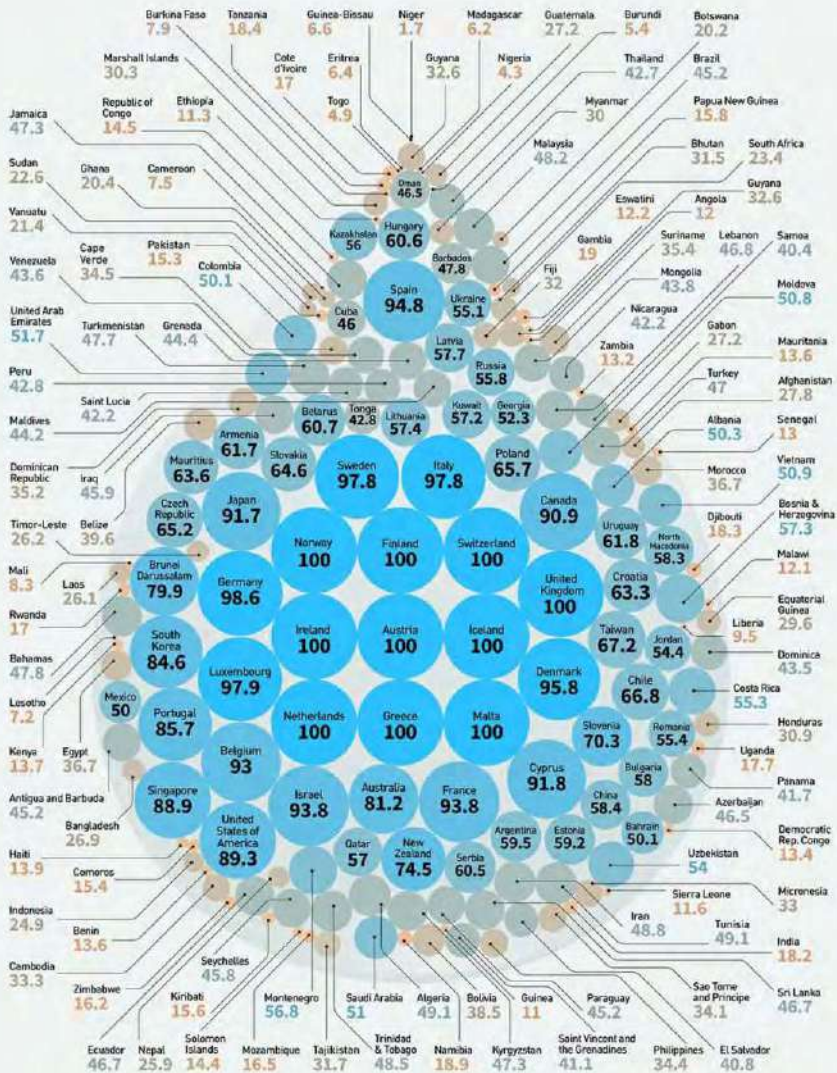 Burkina Faso
7.9
Tanzania
18.4
Guinea-Bissau
6.6
Niger
1.7
Madagascar
6.2
Guatemala
27.2
Burundi
5.4
Botswana
20.2
Marshall Islands
30.3
Cote
d'Ivoire
17
Eritrea
6.4
Guyana
32.6
Nigeria
4.3
Thailand
42.7
Brazil
45.2
Jamaica
47.3
Republic of
Congo
14.5
Ethiopia
11.3
Togo
4.9
Myanmar
30
Papua New Guinea
15.8
Malaysia
48.2
Bhutan
31.5
South Africa
23.4
Sudan
22.6
Ghana
20.4
Cameroon
7.5
Oman
46.5
Eswatini
12.2
Angola
12
Guyana
32.6
Vanuatu
21.4
Kazakhstan
56
Hungary
60.6
Barbados
47.8
Gambia
19
Suriname
35.4
Lebanon
46.8
Samoa
40.4
Venezuela
43.6
Cape
Verde
34.5
Pakistan
15.3
Colombia
50.1
Spain
94.8
Ukraine
55.1
Fiji
32
Mongolia
43.8
Moldova
50.8
United Arab
Emirates
51.7
Turkmenistan
47.7
Grenada
44.4
Cuba
46
Latvia
57.7
Russia
55.8
Nicaragua
42.2
Zambia
13.2
Gabon
27.2
Mauritania
13.6
Peru
42.8
Turkey
47
Afghanistan
27.8
Saint Lucia
42.2
Maldives
44.2
Belarus
60.7
Tonga
42.8
Lithuania
57.4
Kuwait
57.2
Georgia
52.3
Albania
50.3
Senegal
13
Dominican
Republic
35.2
Iraq
45.9
Armenia
61.7
Mauritius
63.6
Slovakia
64.6
Sweden
97.8
Italy
97.8
Poland
65.7
Morocco
36.7
Vietnam
50.9
Belize
39.6
Czech
Republic
65.2
Japan
91.7
Canada
90.9
Uruguay
61.8
North
Macedonia
58.3
Djibouti
18.3
Bosnia &
Herzegovina
57.3
Timor-Leste
26.2
Norway
100
Finland
100
Switzerland
100
Malawi
12.1
Mali
8.3
Laos
26.1
Brunei
Darussalam
79.9
Germany
98.6
United
Kingdom
100
Croatia
63.3
Equatorial
Guinea
29.6
Rwanda
17
Liberia
9.5
Bahamas
47.8
South
Korea
84.6
Ireland
100
Austria
100
Iceland
100
Taiwan
67.2
Jordan
54.4
Dominica
43.5
Lesotho
7.2
Mexico
50
Luxembourg
97.9
Denmark
95.8
Chile
66.8
Costa Rica
55.3
Kenya
13.7
Egypt
36.7
Portugal
85.7
Netherlands
100
Greece
100
Malta
100
Slovenia
70.3
Romania
55.4
Honduras
30.9
Uganda
17.7
Antigua and Barbuda
45.2
Belgium
93
Cyprus
91.8
Bulgaria
58
Panama
41.7
Bangladesh
26.9
Singapore
88.9
Israel
93.8
Australia
81.2
France
93.8
China
58.4
Azerbaijan
46.5
Haiti
13.9
United
States of
America
89.3
Argentina
59.5
Estonia
59.2
Bahrain
50.1
Democratic
Rep. Congo
13.4
Comoros
15.4
Qatar
57
New
Zealand
74.5
Serbia
60.5
Uzbekistan
54
Indonesia
24.9
Benin
13.6
Sierra Leone
11.6
Micronesia
33
Cambodia
33.3
Seychelles
45.8
Iran
48.8
Tunisia
49.1
India
18.2
Zimbabwe
16.2
Kiribati
15.6
Montenegro
56.8
Saudi Arabia
51
Algeria
49.1
Bolivia
38.5
Guinea
11
Paraguay
45.2
Sao Tome
and Principe
34.1
Sri Lanka
46.7
Ecuador
46.7
Nepal
25.9
Solomon
Islands
14.4
Mozambique
16.5
Tajikistan
31.7
Trinidad
& Tobago
48.5
Namibia
18.9
Kyrgyzstan
47.3
Saint Vincont and
the Grenadines
41.1
Philippines
34.4
El Salvador
40.8